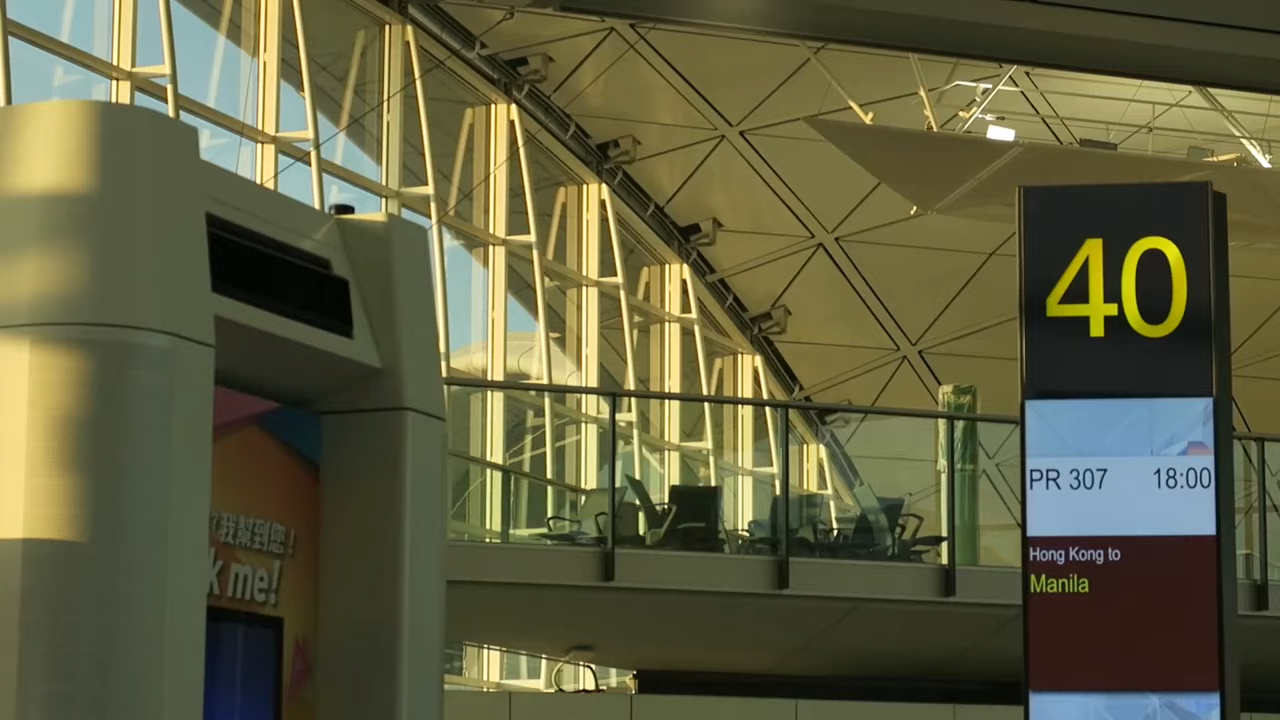 40
PR 307 18:00
Hong Kong to
Manila
？我幫到您！
k me!